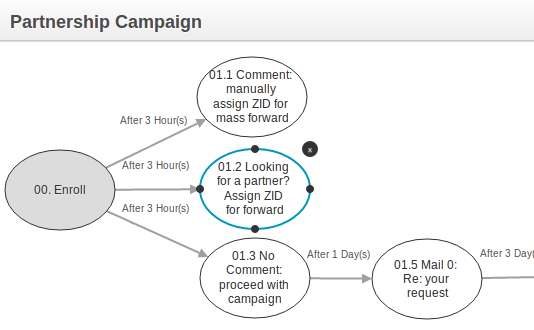 Partnership Campaign
01.1 Comment:
manually
assign ZID for
mass forward
After 3 Hour(s)
After 3 Hour(s)
After 3 Hour(s)
00. Enroll
x
01.2 Looking
for a partner?
Assign ZID
for forward
01.3 No
Comment:
proceed with
campaign
After 1 Day(s)
01.5 Mail 0:
Re: your
request
After 3 Day(